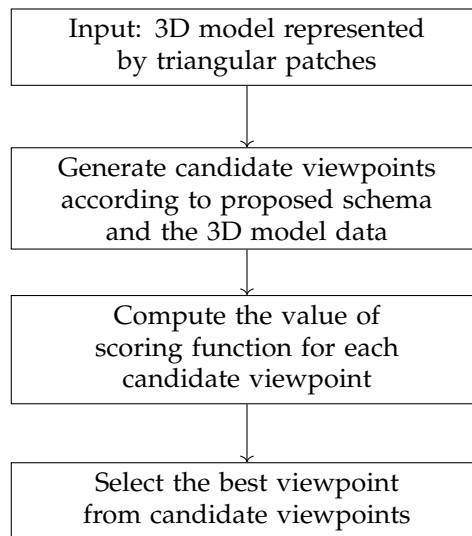 Input: 3D model represented
by triangular patches
Generate candidate viewpoints
according to proposed schema
and the 3D model data
Compute the value of
scoring function for each
candidate viewpoint
Select the best viewpoint
from candidate viewpoints